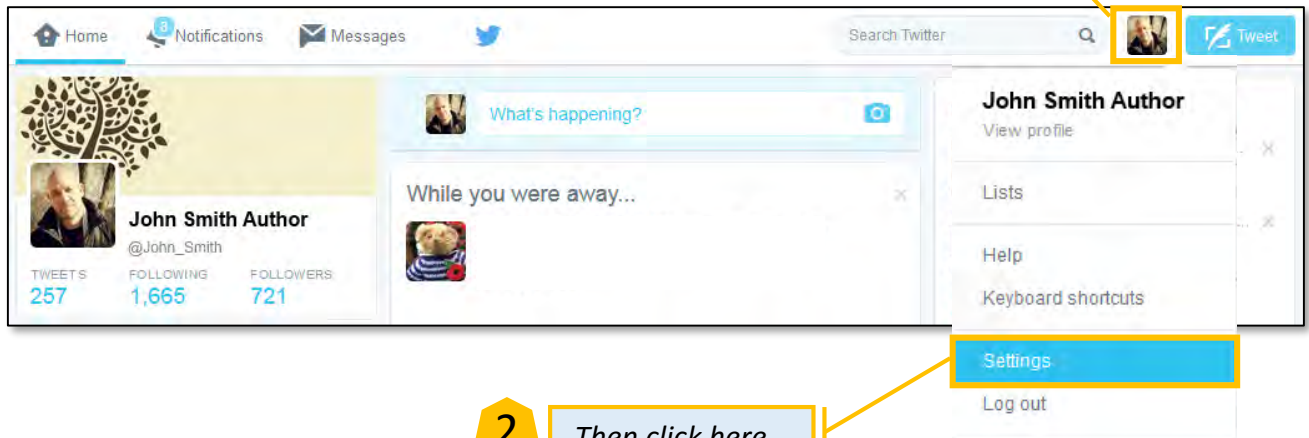 Home
8
Notifications
Messages
Search Twitter
Tweet
John Smith Author
@John_Smith
TWEETS FOLLOWING FOLLOWERS
257 1,665 721
What's happening?
While you were away...
John Smith Author
View profile
Lists
Help
Keyboard shortcuts
Settings
Log out
2
Then click here